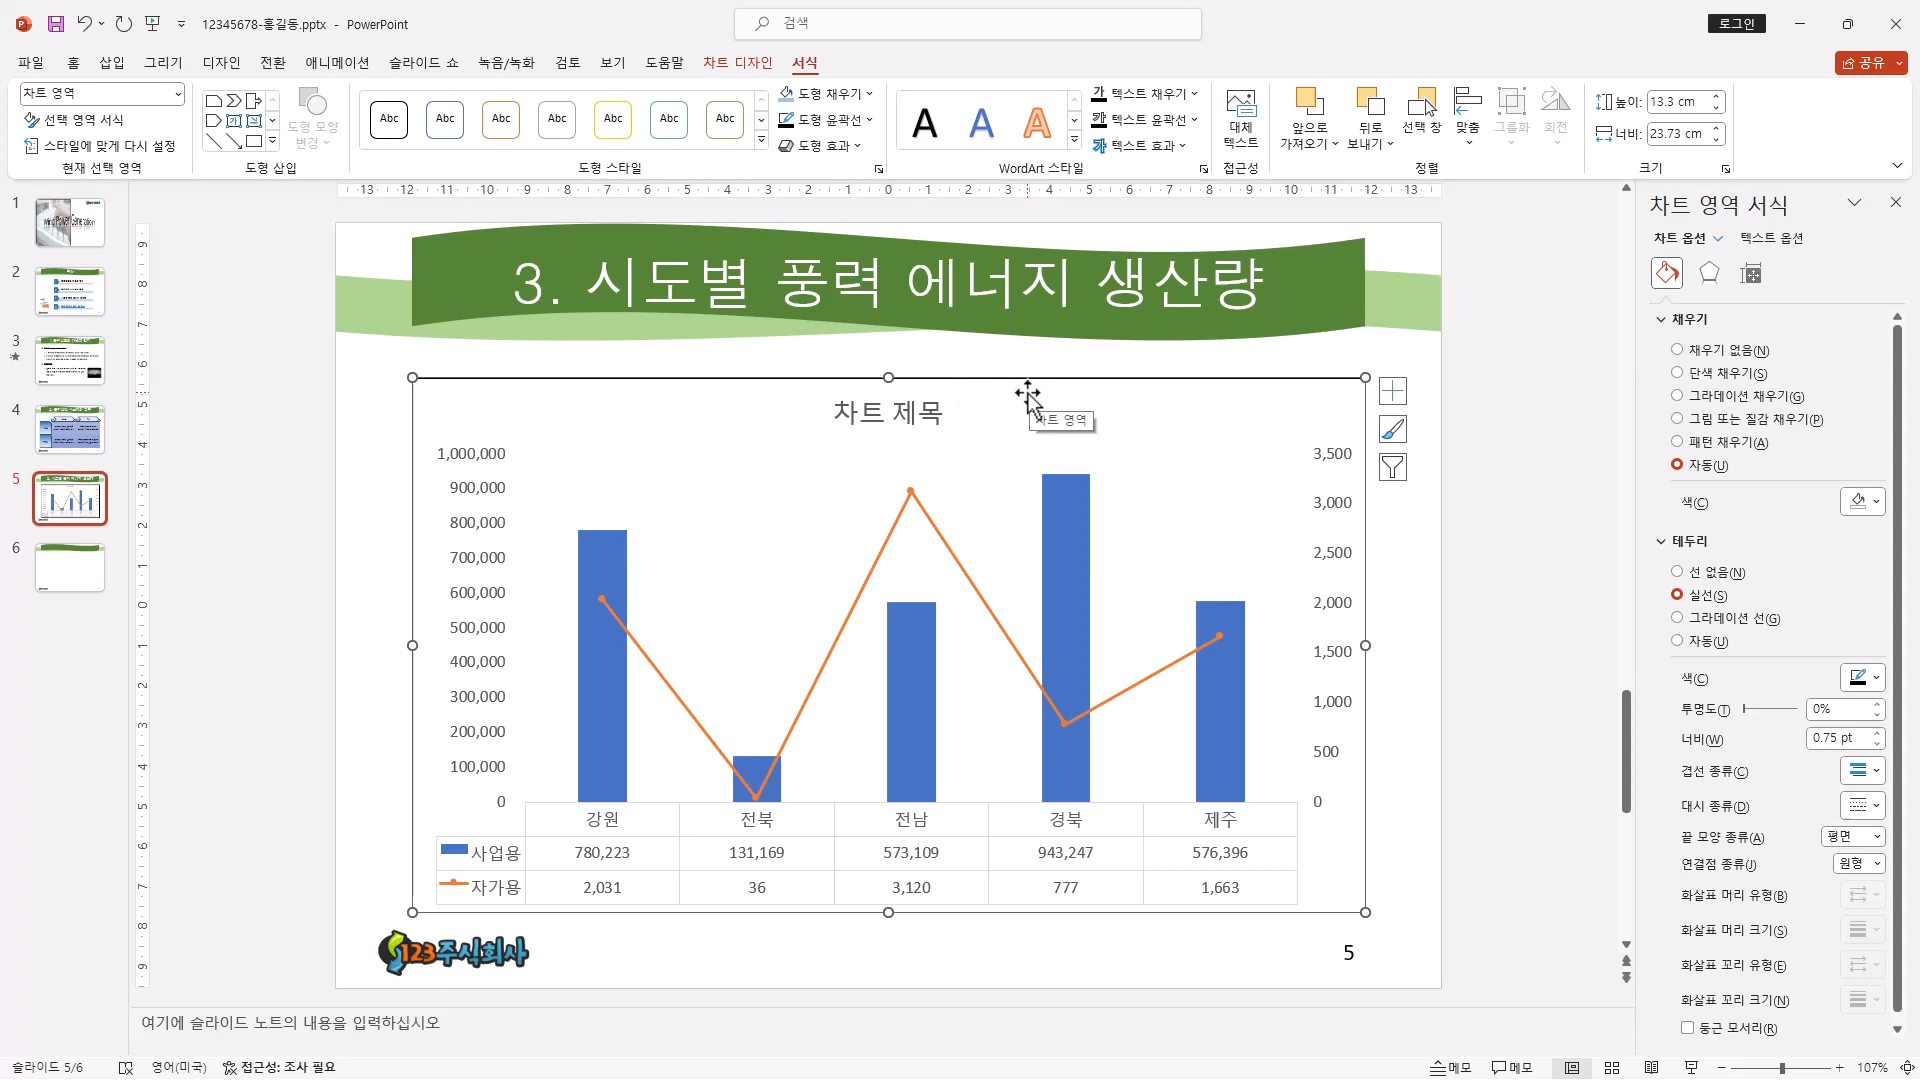 12345678-홍길동.pptx - PowerPoint
검색
로그인
파일 홈 삽입 그리기 디자인 전환 애니메이션 슬라이드 쇼 녹음/녹화 검토 보기 도움말 차트 디자인 서식
공유
차트 영역
선택 영역 서식
스타일에 맞게 다시 설정
현재 선택 영역
도형 모양
변경
도형 삽입
Abc Abc Abc Abc Abc Abc Abc
도형 채우기
도형 윤곽선
도형 효과
도형 스타일
A A A
텍스트 채우기
텍스트 윤곽선
텍스트 효과
WordArt 스타일
대체
텍스트
접근성
앞으로
가져오기
뒤로
보내기
선택 창
맞춤
그룹화
회전
정렬
높이: 13.3 cm
너비: 23.73 cm
크기
1
2
3
4
5
6
3. 시도별 풍력 에너지 생산량
차트 제목
차트 영역
1,000,000
900,000
800,000
700,000
600,000
500,000
400,000
300,000
200,000
100,000
0
3,500
3,000
2,500
2,000
1,500
1,000
500
0
강원 전북 전남 경북 제주
사업용 780,223 131,169 573,109 943,247 576,396
자가용 2,031 36 3,120 777 1,663
123주식회사
5
여기에 슬라이드 노트의 내용을 입력하십시오
차트 영역 서식
차트 옵션 텍스트 옵션
채우기
채우기 없음(N)
단색 채우기(S)
그라데이션 채우기(G)
그림 또는 질감 채우기(P)
패턴 채우기(A)
자동(U)
색(C)
테두리
선 없음(N)
실선(S)
그라데이션 선(G)
자동(U)
색(C)
투명도(T) 0%
너비(W) 0.75 pt
겹선 종류(C)
대시 종류(D)
끝 모양 종류(A) 평면
연결점 종류(J) 원형
화살표 머리 유형(B)
화살표 머리 크기(S)
화살표 꼬리 유형(E)
화살표 꼬리 크기(N)
둥근 모서리(R)
슬라이드 5/6 영어(미국) 접근성: 조사 필요
메모 메모 107%